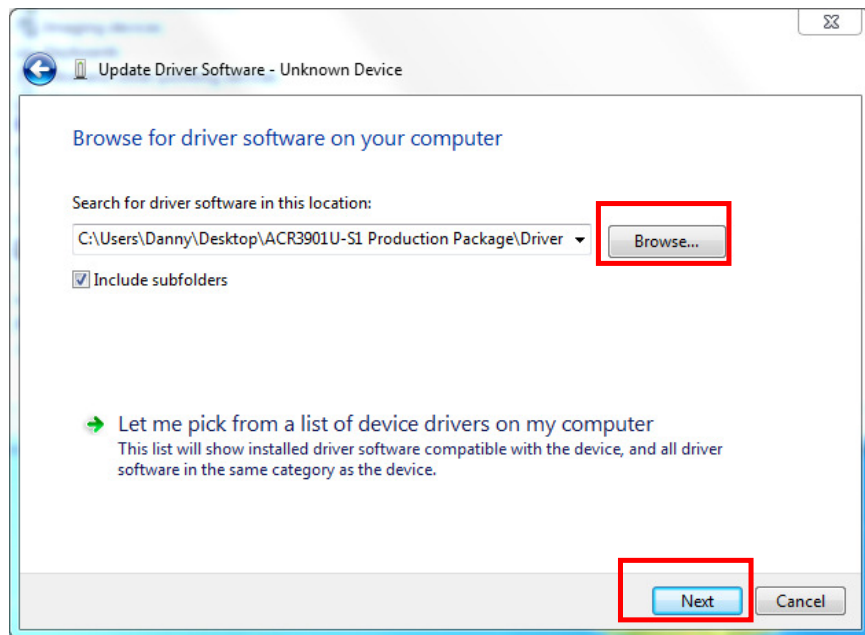 Imaging devices
Update Driver Software - Unknown Device
Browse for driver software on your computer
Search for driver software in this location:
C:\Users\Danny\Desktop\ACR3901U-S1 Production Package\Driver
Browse...
Include subfolders
Let me pick from a list of device drivers on my computer
This list will show installed driver software compatible with the device, and all driver
software in the same category as the device.
Next
Cancel